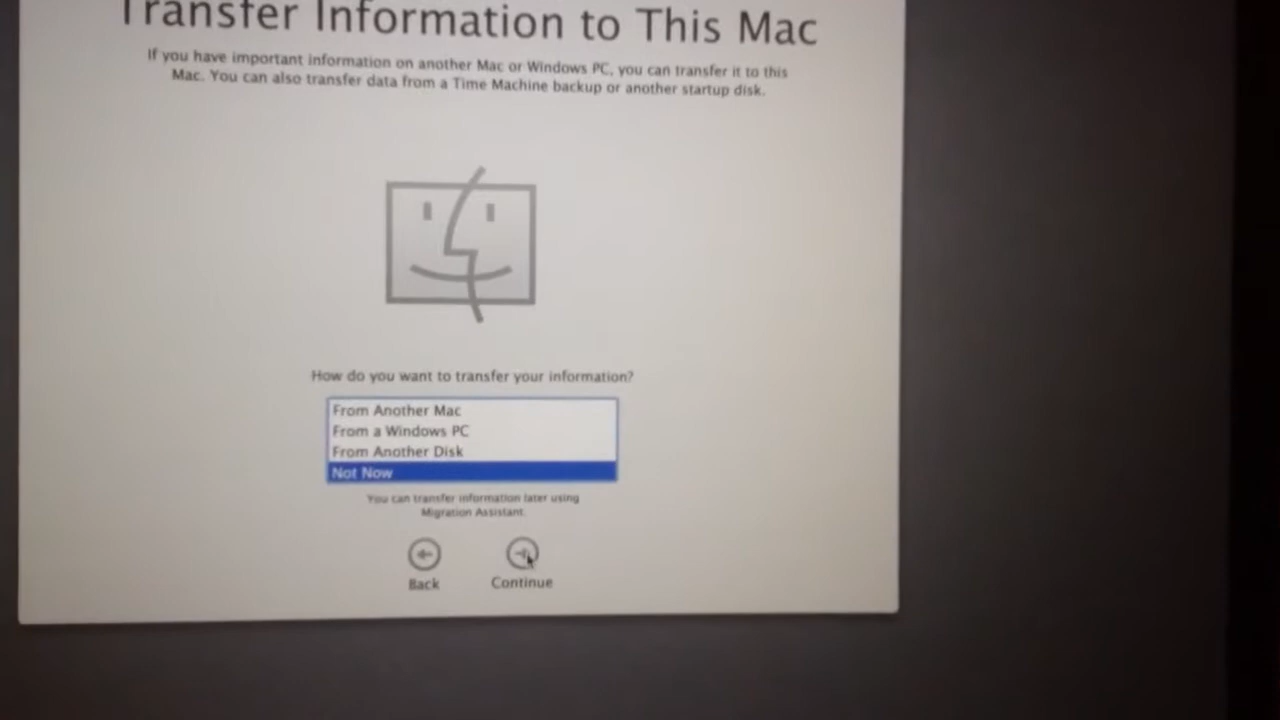 Transfer Information to This Mac
If you have important information on another Mac or Windows PC, you can transfer it to this
Mac. You can also transfer data from a Time Machine backup or another startup disk.
How do you want to transfer your information?
From Another Mac
From a Windows PC
From Another Disk
Not Now
You can transfer information later using
Migration Assistant.
Back
Continue